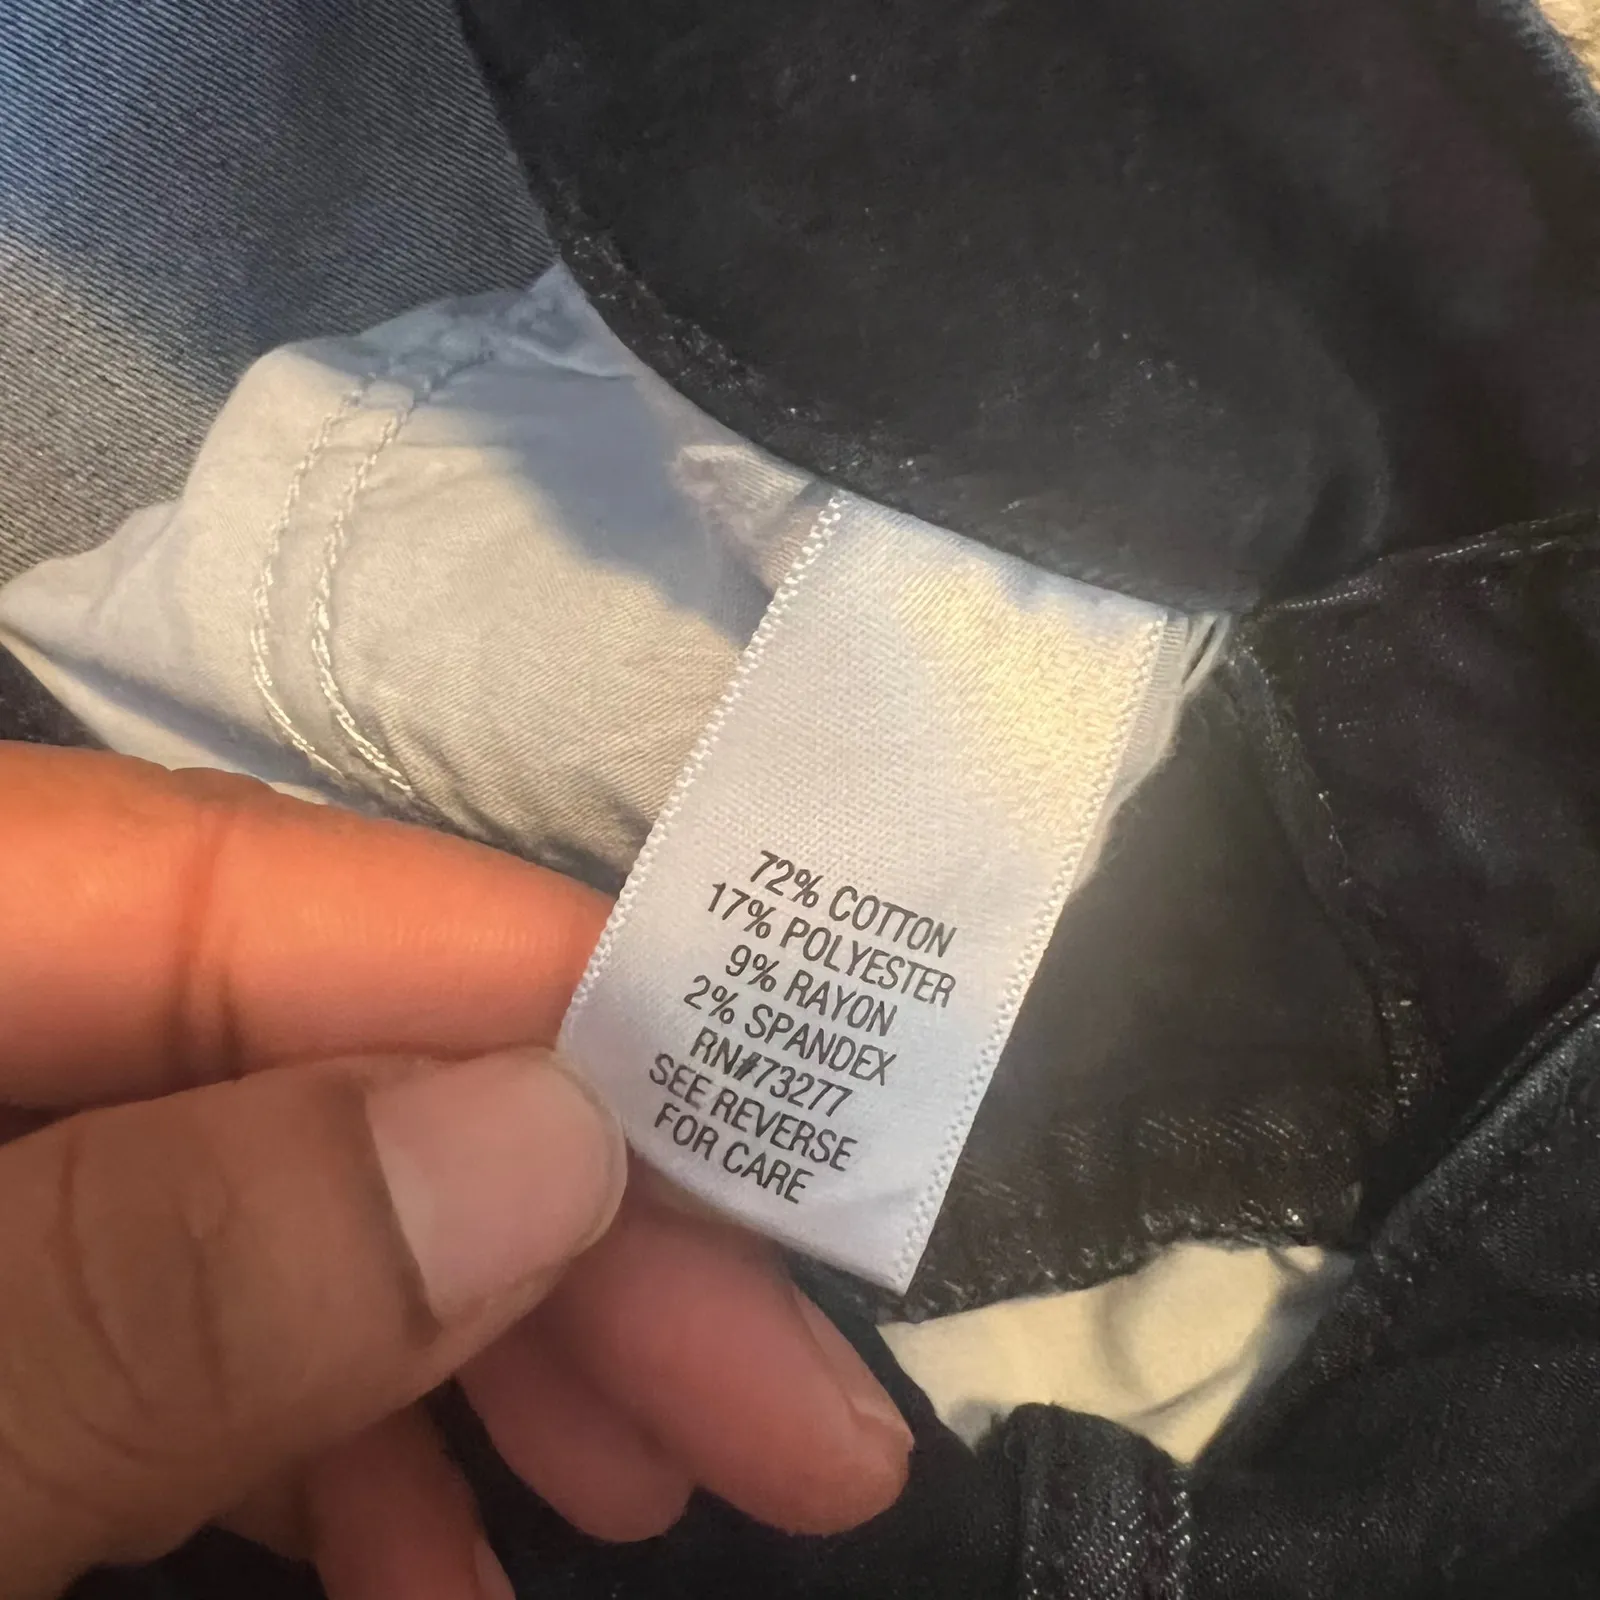 72% COTTON
17% POLYESTER
9% RAYON
2% SPANDEX
RN#73277
SEE REVERSE
FOR CARE